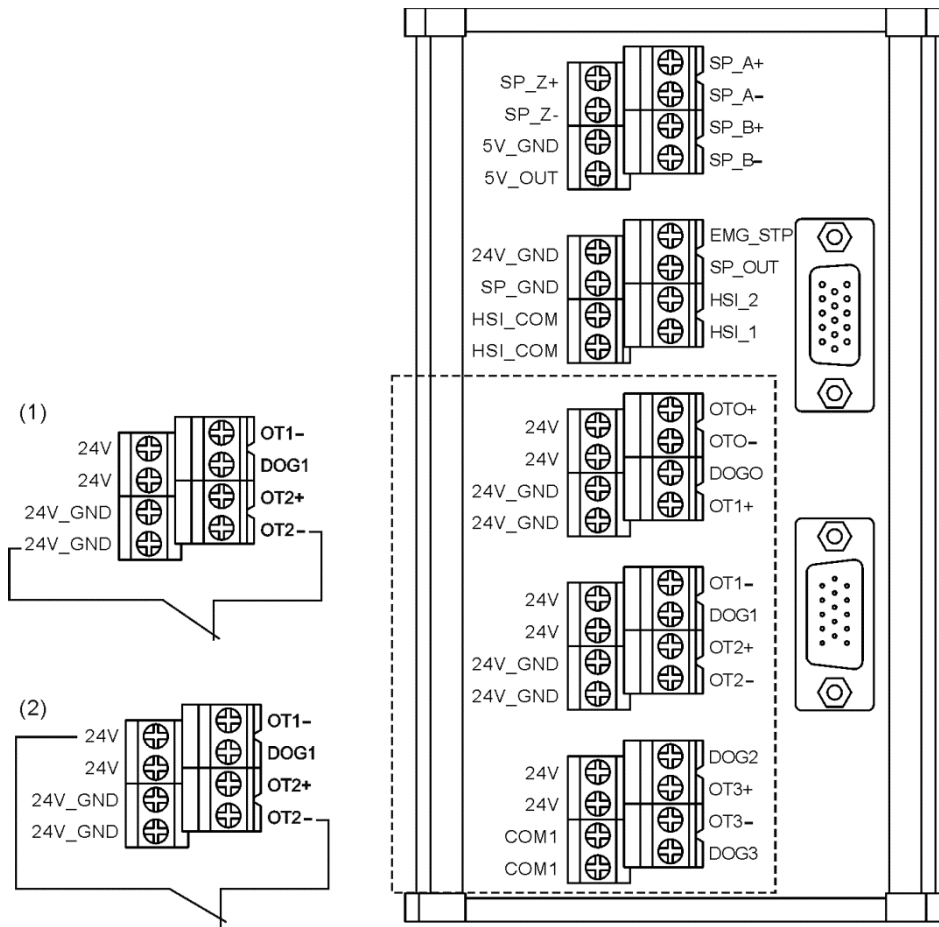 SP_Z+
SP_Z-
5V_GND
5V_OUT
SP_A+
SP_A-
SP_B+
SP_B-
24V_GND
SP_GND
HSI_COM
HSI_COM
EMG_STP
SP_OUT
HSI_2
HSI_1
24V
24V
24V_GND
24V_GND
OTO+
OTO-
DOGO
OT1+
24V
24V
24V_GND
24V_GND
OT1-
DOG1
OT2+
OT2-
24V
24V
COM1
COM1
DOG2
OT3+
OT3-
DOG3
(1)
24V
24V
24V_GND
24V_GND
OT1-
DOG1
OT2+
OT2-
(2)
24V
24V
24V_GND
24V_GND
OT1-
DOG1
OT2+
OT2-